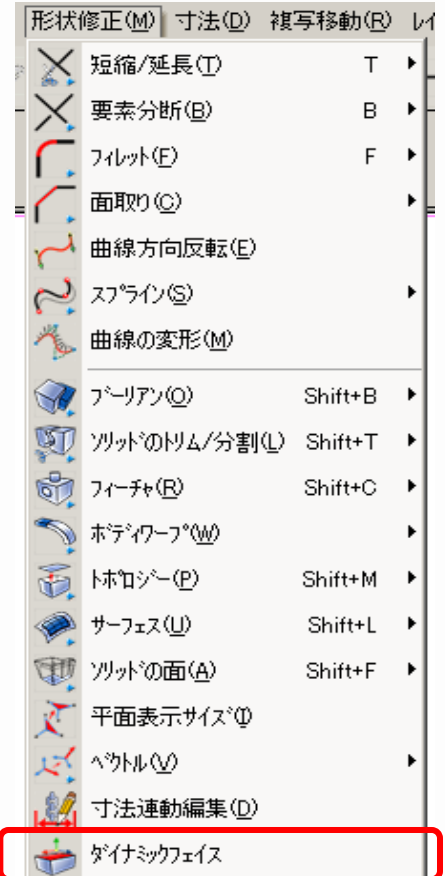 形状修正(M) 寸法(D) 複写移動(R)
短縮/延長(T) T
要素分断(B) B
ﾌｨﾚｯﾄ(F) F
面取り(C)
曲線方向反転(E)
ｽﾌﾟﾗｲﾝ(S)
曲線の変形(M)
ﾌﾞｰﾘｱﾝ(O) Shift+B
ｿﾘｯﾄﾞのﾄﾘﾑ/分割(L) Shift+T
ﾌｨｰﾁｬ(R) Shift+C
ﾎﾞﾃﾞｨﾜｰﾌﾟ(W)
ﾄﾎﾟﾛｼﾞｰ(P) Shift+M
ｻｰﾌｪｽ(U) Shift+L
ｿﾘｯﾄﾞの面(A) Shift+F
平面表示ｻｲｽﾞ(I)
ﾍﾞｸﾄﾙ(V)
寸法連動編集(D)
ﾀﾞｲﾅﾐｯｸﾌｪｲｽ